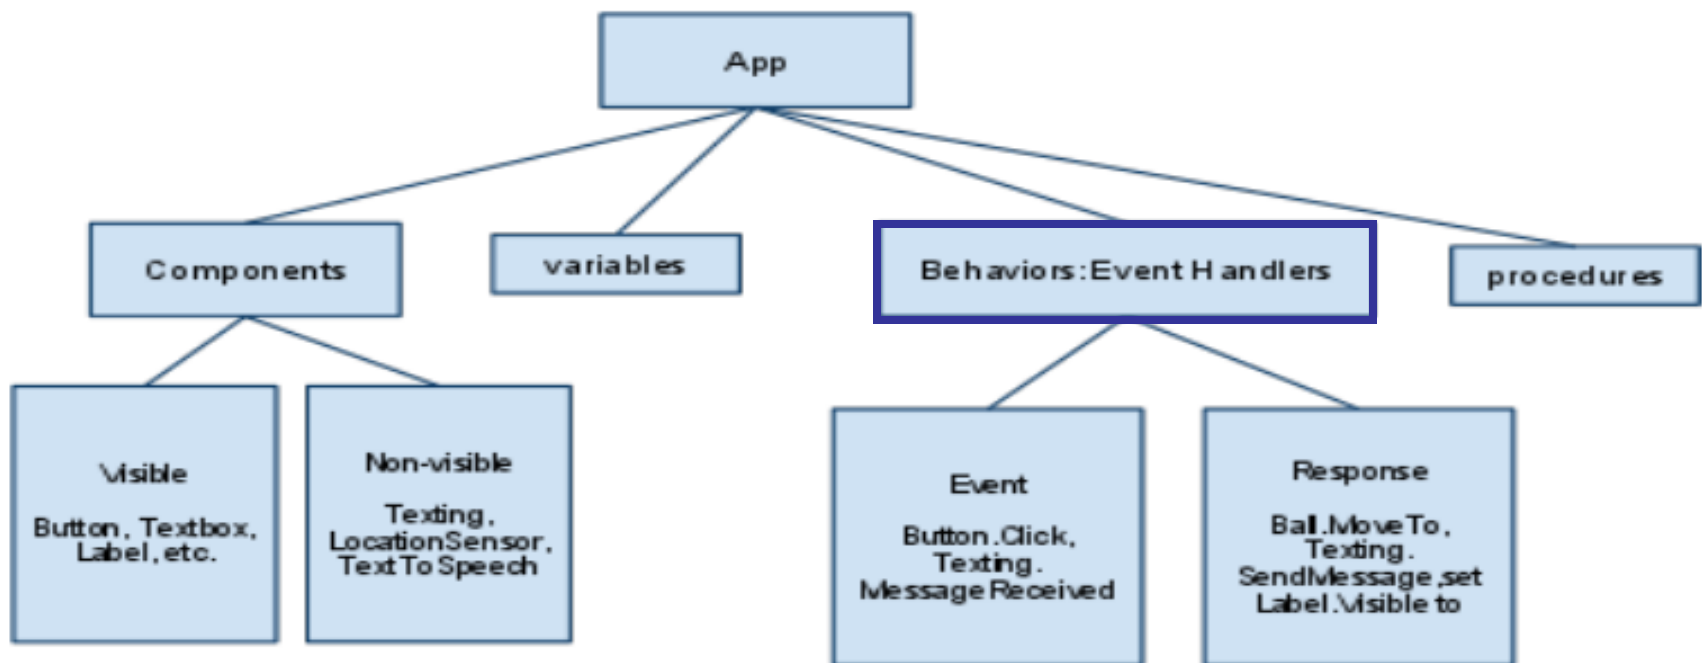 App
Components
variables
Behaviors:Event Handlers
procedures
Visible
Button, Textbox,
Label, etc.
Non-visible
Texting,
LocationSensor,
TextToSpeech
Event
Button.Click,
Texting.
MessageReceived
Response
Ball.MoveTo,
Texting.
SendMessage,set
Label.Visible to